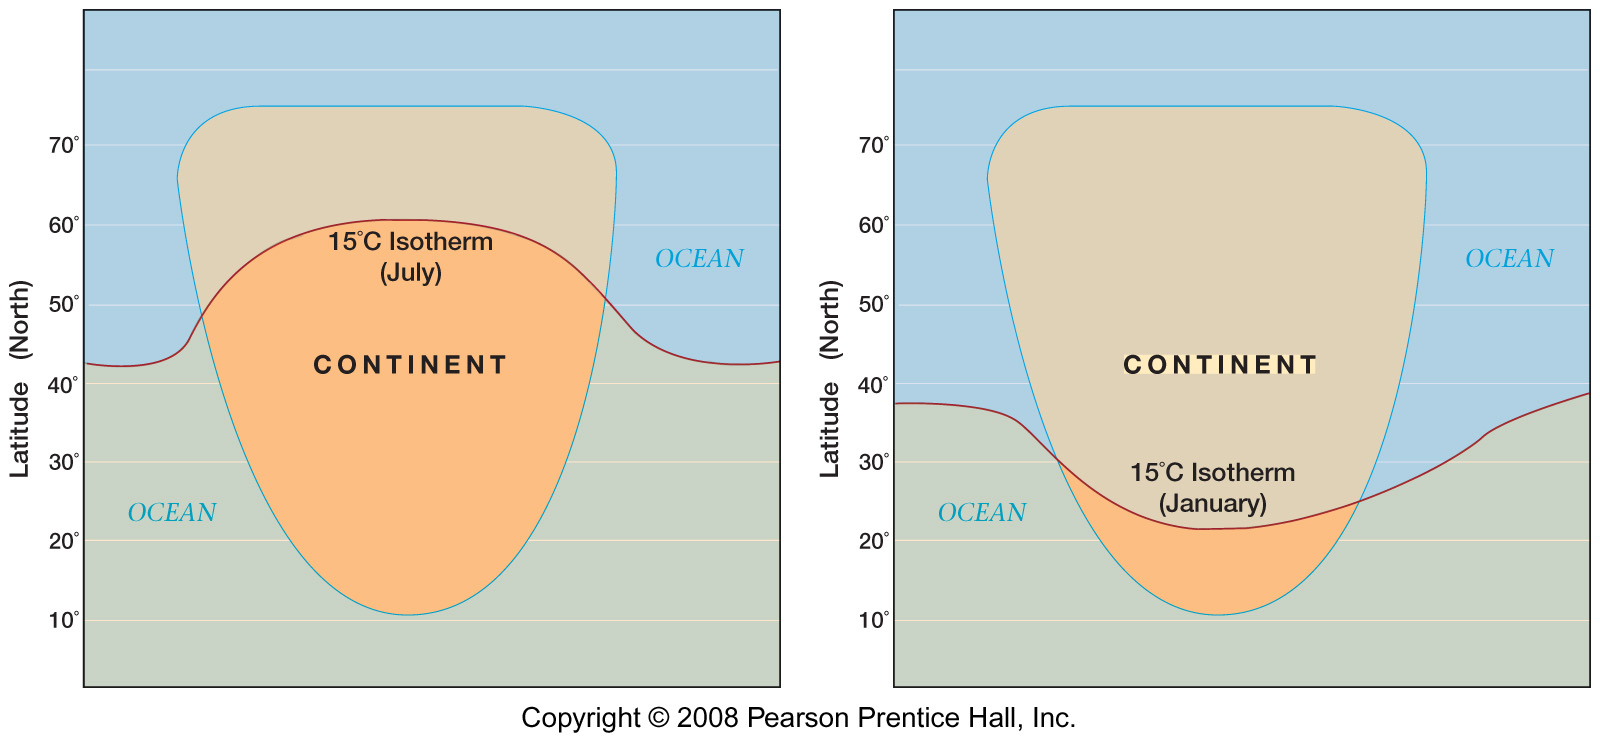 70°
60°
50°
40°
30°
20°
10°
Latitude (North)
15°C Isotherm
(July)
OCEAN
CONTINENT
OCEAN
70°
60°
50°
40°
30°
20°
10°
Latitude (North)
OCEAN
CONTINENT
15°C Isotherm
(January)
OCEAN
Copyright © 2008 Pearson Prentice Hall, Inc.